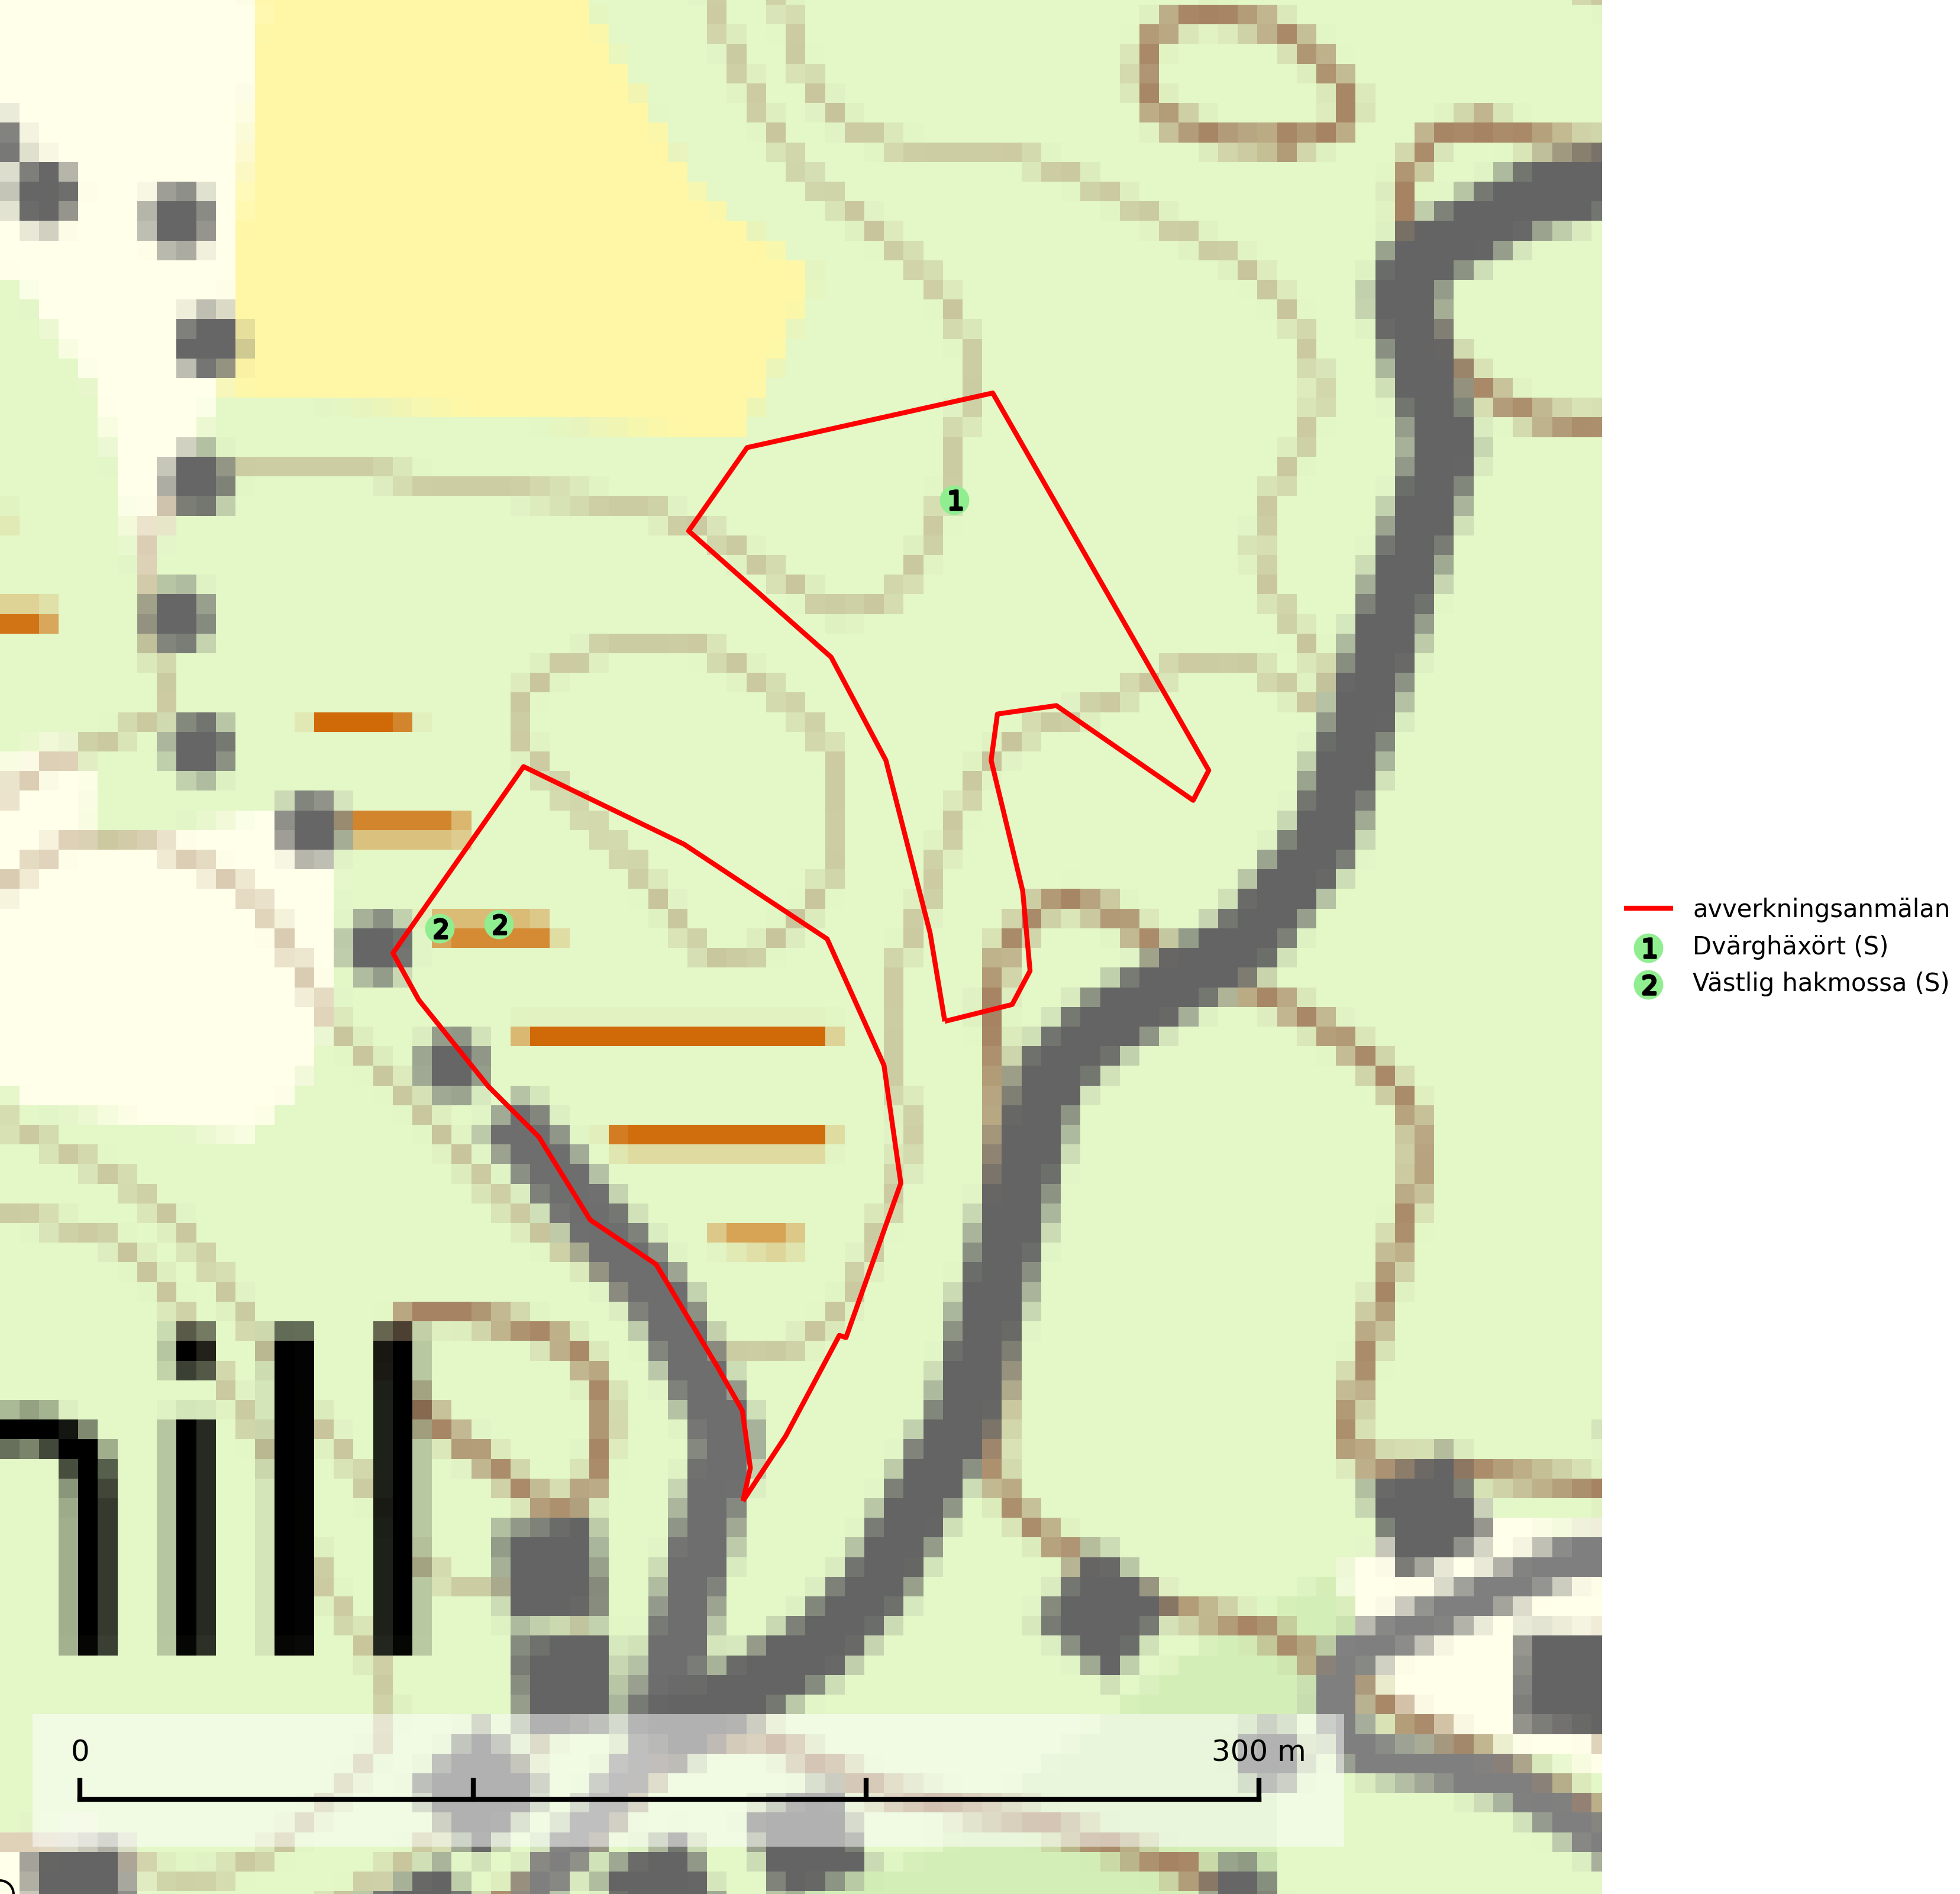 1
2 2
avverkningsanmälan
1 Dvärghäxört (S)
2 Västlig hakmossa (S)
0 300 m